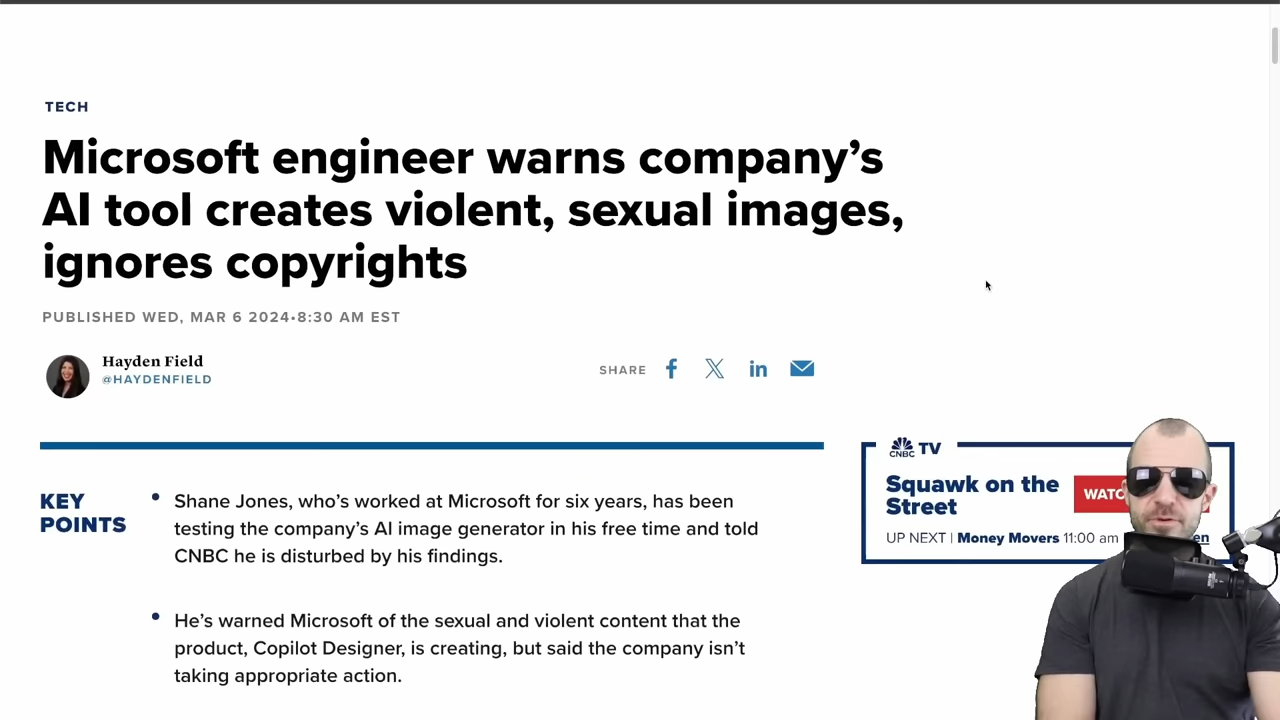 TECH
Microsoft engineer warns company’s
AI tool creates violent, sexual images,
ignores copyrights
PUBLISHED WED, MAR 6 2024•8:30 AM EST
Hayden Field
@HAYDENFIELD
SHARE
KEY
POINTS
• Shane Jones, who’s worked at Microsoft for six years, has been
testing the company’s AI image generator in his free time and told
CNBC he is disturbed by his findings.
• He’s warned Microsoft of the sexual and violent content that the
product, Copilot Designer, is creating, but said the company isn’t
taking appropriate action.
CNBC TV
Squawk on the
Street
UP NEXT | Money Movers 11:00 am